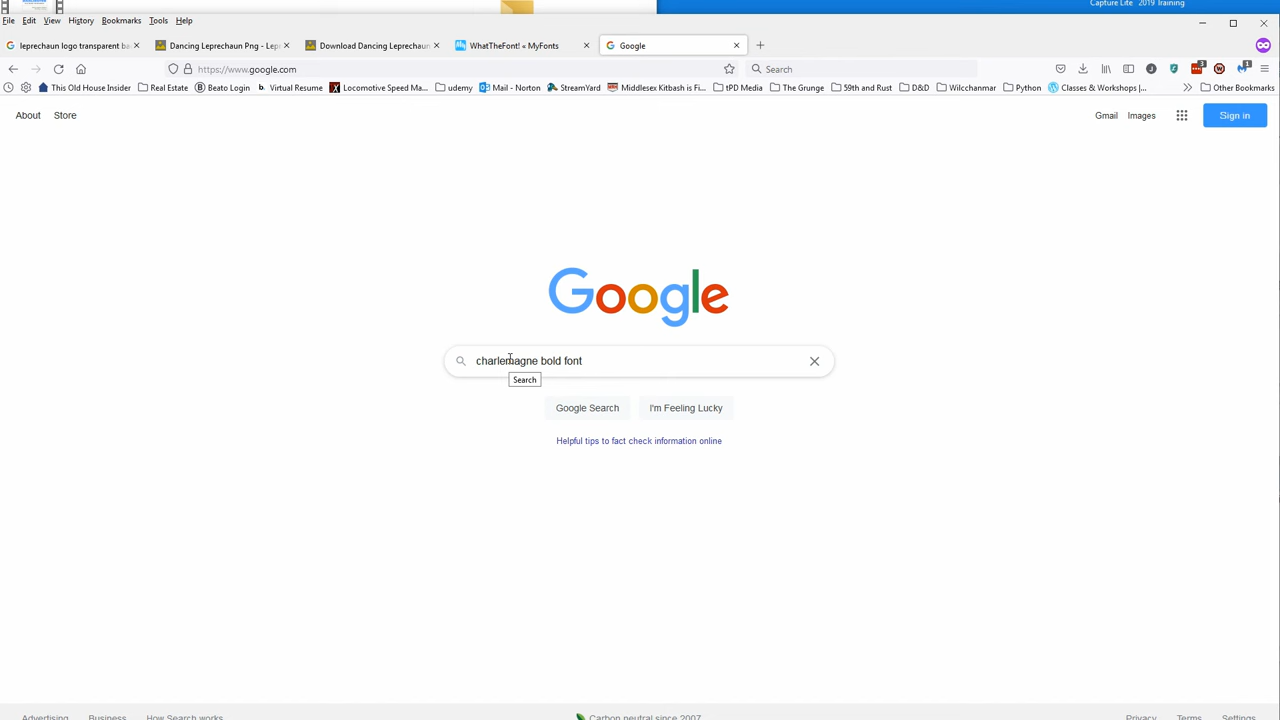 Capture Lite 2019 Training
File Edit View History Bookmarks Tools Help
leprechaun logo transparent ba
Dancing Leprechaun Png - Lep
Download Dancing Leprechaun
WhatTheFont! « MyFonts
Google
https://www.google.com
Search
3
1
This Old House Insider
Real Estate
Beato Login
b. Virtual Resume
Locomotive Speed Ma...
udemy
Mail - Norton
StreamYard
Middlesex Kitbash is Fi...
tPD Media
The Grunge
59th and Rust
D&D
Wilcchanmar
Python
Classes & Workshops |...
Other Bookmarks
About Store
Gmail Images
Sign in
Google
charlemagne bold font
Search
Google Search
I'm Feeling Lucky
Helpful tips to fact check information online
Advertising Business How Search works
Carbon neutral since 2007
Privacy Terms Settings